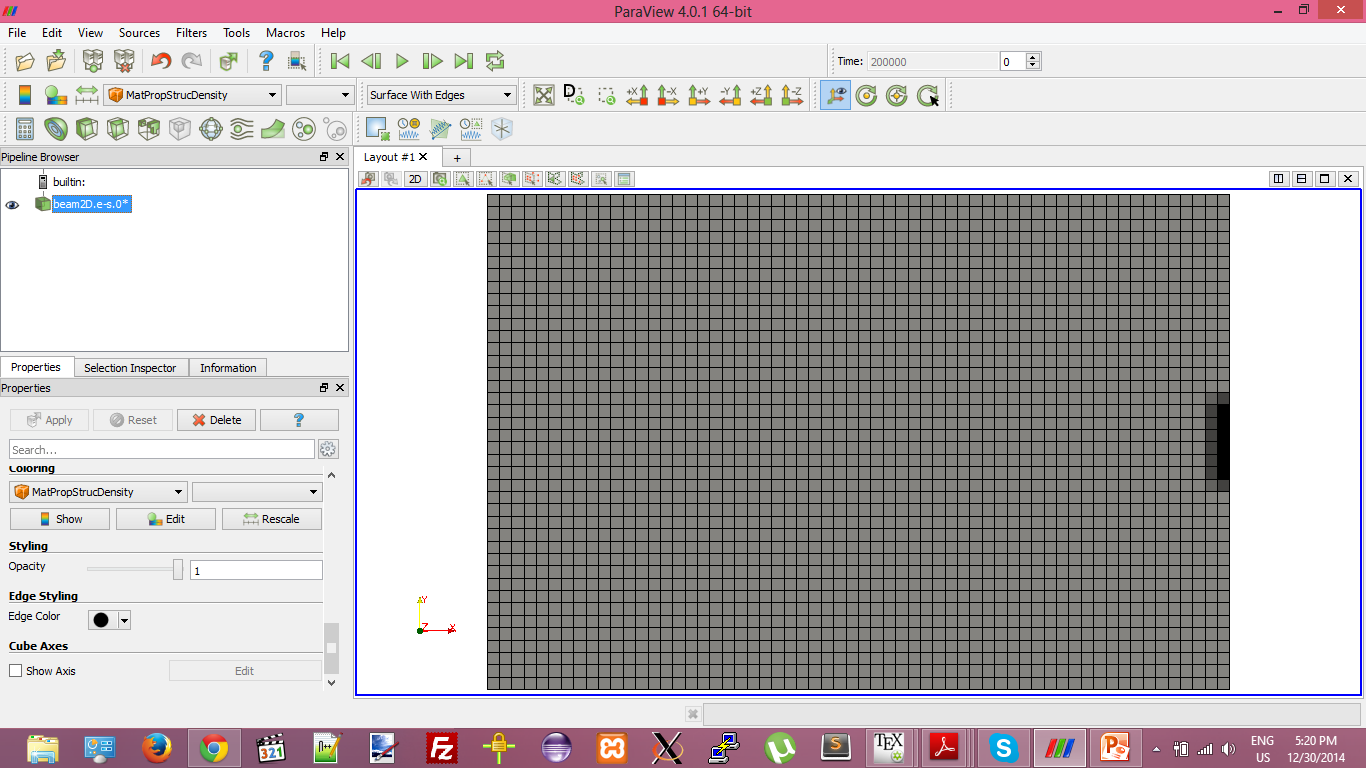 ParaView 4.0.1 64-bit
File Edit View Sources Filters Tools Macros Help
Time: 200000 0
MatPropStrucDensity Surface With Edges D +X -X +Y -Y +Z -Z
Pipeline Browser
Layout #1 X +
builtin:
2D
beam2D.e-s.0*
Properties Selection Inspector Information
Properties
Apply Reset Delete ?
Search...
Coloring
MatPropStrucDensity
Show Edit Rescale
Styling
Opacity 1
Edge Styling
Edge Color
Cube Axes
Show Axis Edit
Y
Z X
321 N++ FZ X S TEX S P
ENG 5:20 PM
US 12/30/2014